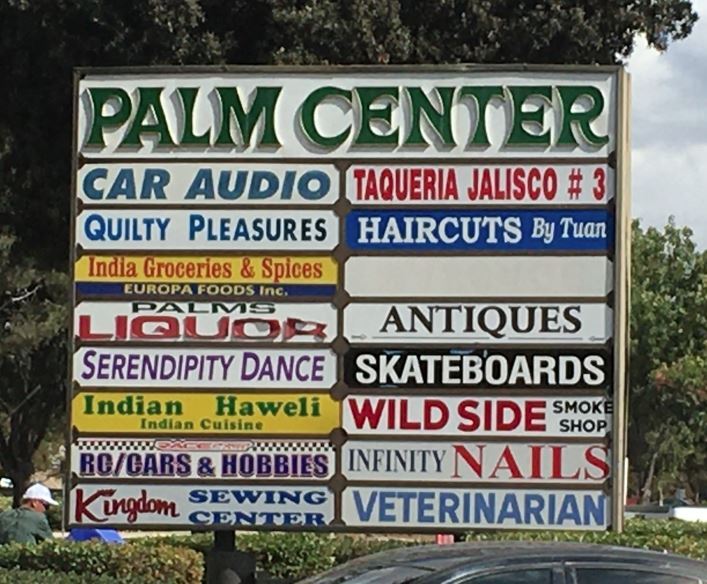 PALM CENTER
CAR AUDIO
TAQUERIA JALISCO # 3
QUILTY PLEASURES
HAIRCUTS By Tuan
India Groceries & Spices
EUROPA FOODS Inc.
PALMS
LIQUOR
ANTIQUES
SERENDIPITY DANCE
SKATEBOARDS
Indian Haweli
Indian Cuisine
WILD SIDE SMOKE
SHOP
RC/CARS & HOBBIES
INFINITY NAILS
Kingdom SEWING
CENTER
VETERINARIAN